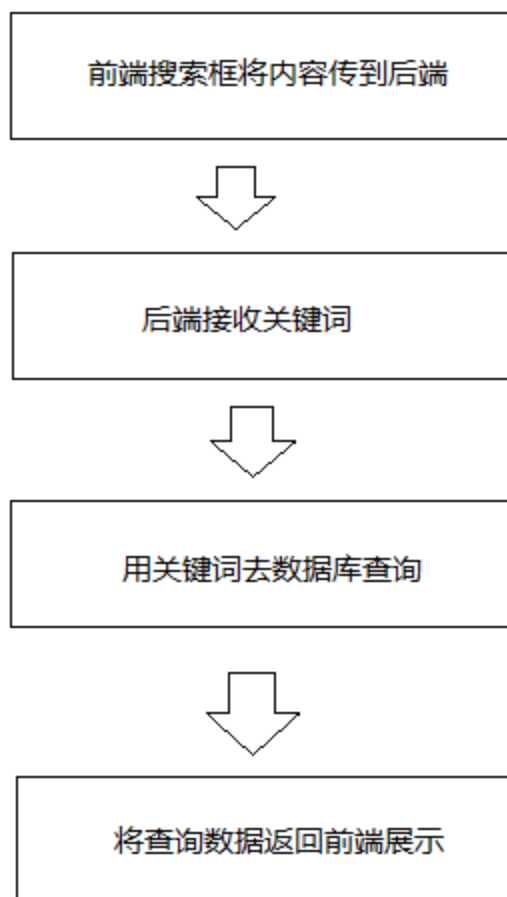 前端搜索框将内容传到后端
后端接收关键词
用关键词去数据库查询
将查询数据返回前端展示